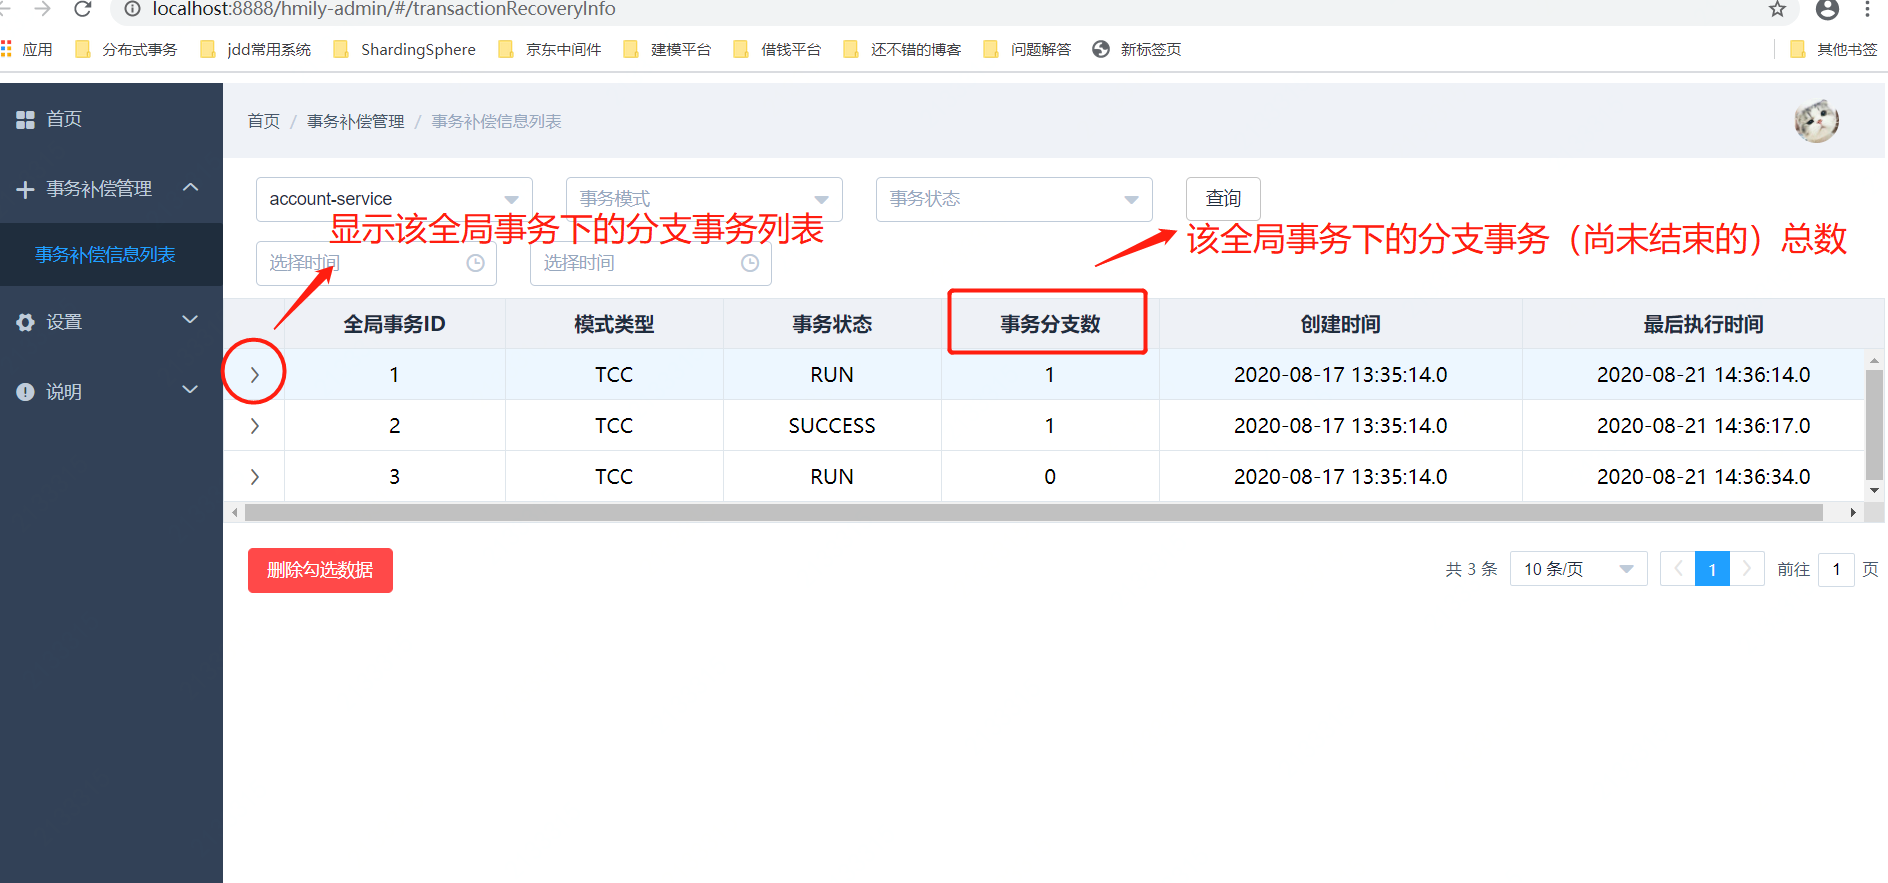 localhost:8888/hmily-admin/#/transactionRecoveryInfo
应用 分布式事务 jdd常用系统 ShardingSphere 京东中间件 建模平台 借钱平台 还不错的博客 问题解答 新标签页 其他书签
首页
事务补偿管理
事务补偿信息列表
设置
说明
首页 / 事务补偿管理 / 事务补偿信息列表
account-service 事务模式 事务状态 查询
显示该全局事务下的分支事务列表
该全局事务下的分支事务（尚未结束的）总数
选择时间 选择时间
全局事务ID 模式类型 事务状态 事务分支数 创建时间 最后执行时间
1 TCC RUN 1 2020-08-17 13:35:14.0 2020-08-21 14:36:14.0
2 TCC SUCCESS 1 2020-08-17 13:35:14.0 2020-08-21 14:36:17.0
3 TCC RUN 0 2020-08-17 13:35:14.0 2020-08-21 14:36:34.0
删除勾选数据
共 3 条 10 条/页 1 前往 1 页